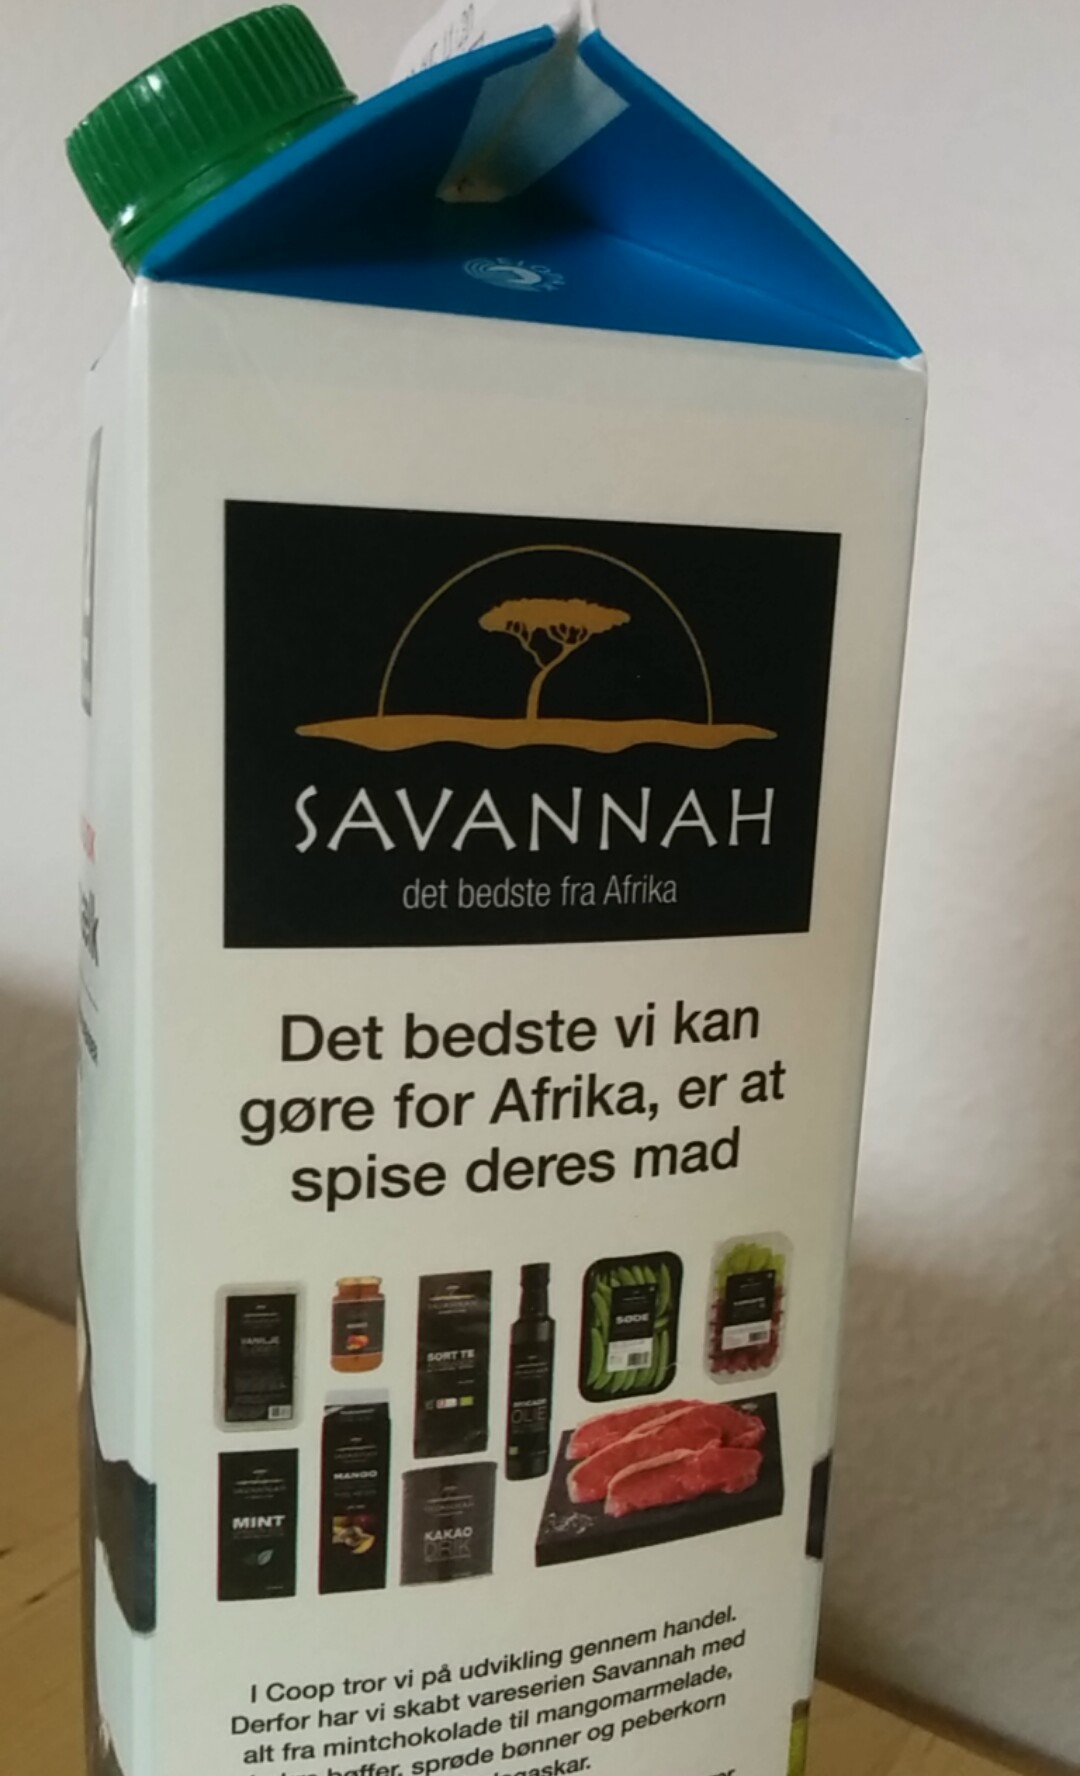 SAVANNAH
det bedste fra Afrika
Det bedste vi kan
gøre for Afrika, er at
spise deres mad
VANILJE
SORT TE
SØDE
OLIE
MINT
MANGO
KAKAO
DRIK
I Coop tror vi på udvikling gennem handel.
Derfor har vi skabt vareserien Savannah med
alt fra mintchokolade til mangomarmelade,
bøffer, sprøde bønner og peberkorn